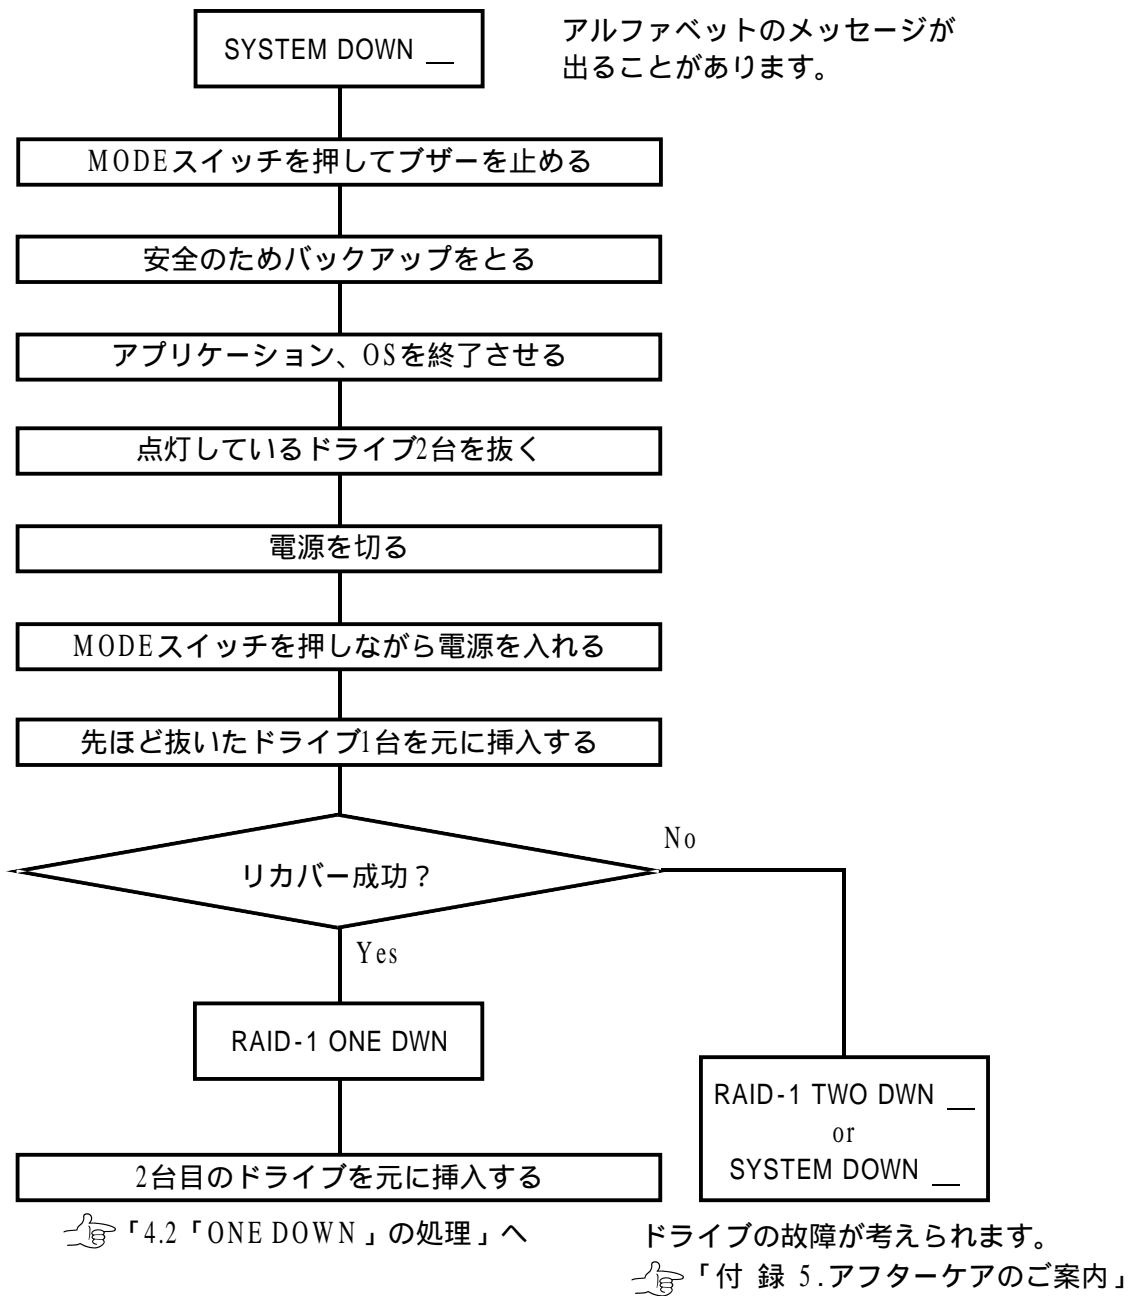 SYSTEM DOWN __
アルファベットのメッセージが
出ることがあります。
MODEスイッチを押してブザーを止める
安全のためバックアップをとる
アプリケーション、OSを終了させる
点灯しているドライブ2台を抜く
電源を切る
MODEスイッチを押しながら電源を入れる
先ほど抜いたドライブ1台を元に挿入する
リカバー成功?
No
Yes
RAID-1 ONE DWN
RAID-1 TWO DWN __
or
SYSTEM DOWN __
2台目のドライブを元に挿入する
「4.2「ONE DOWN」の処理」へ
ドライブの故障が考えられます。
「付 録 5.アフターケアのご案内」